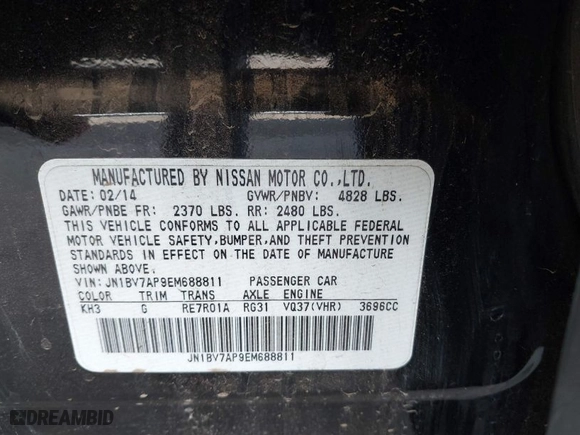 MANUFACTURED BY NISSAN MOTOR CO.,LTD.
DATE: 02/14 GVWR/PNBV: 4828 LBS.
GAWR/PNBE FR: 2370 LBS. RR: 2480 LBS.
THIS VEHICLE CONFORMS TO ALL APPLICABLE FEDERAL
MOTOR VEHICLE SAFETY,BUMPER,AND THEFT PREVENTION
STANDARDS IN EFFECT ON THE DATE OF MANUFACTURE
SHOWN ABOVE.
VIN:JN1BV7AP9EM688811 PASSENGER CAR
COLOR TRIM TRANS AXLE ENGINE
KH3 G RE7R01A RG31 VQ37(VHR) 3696CC
JN1BV7AP9EM688811
DREAMBID